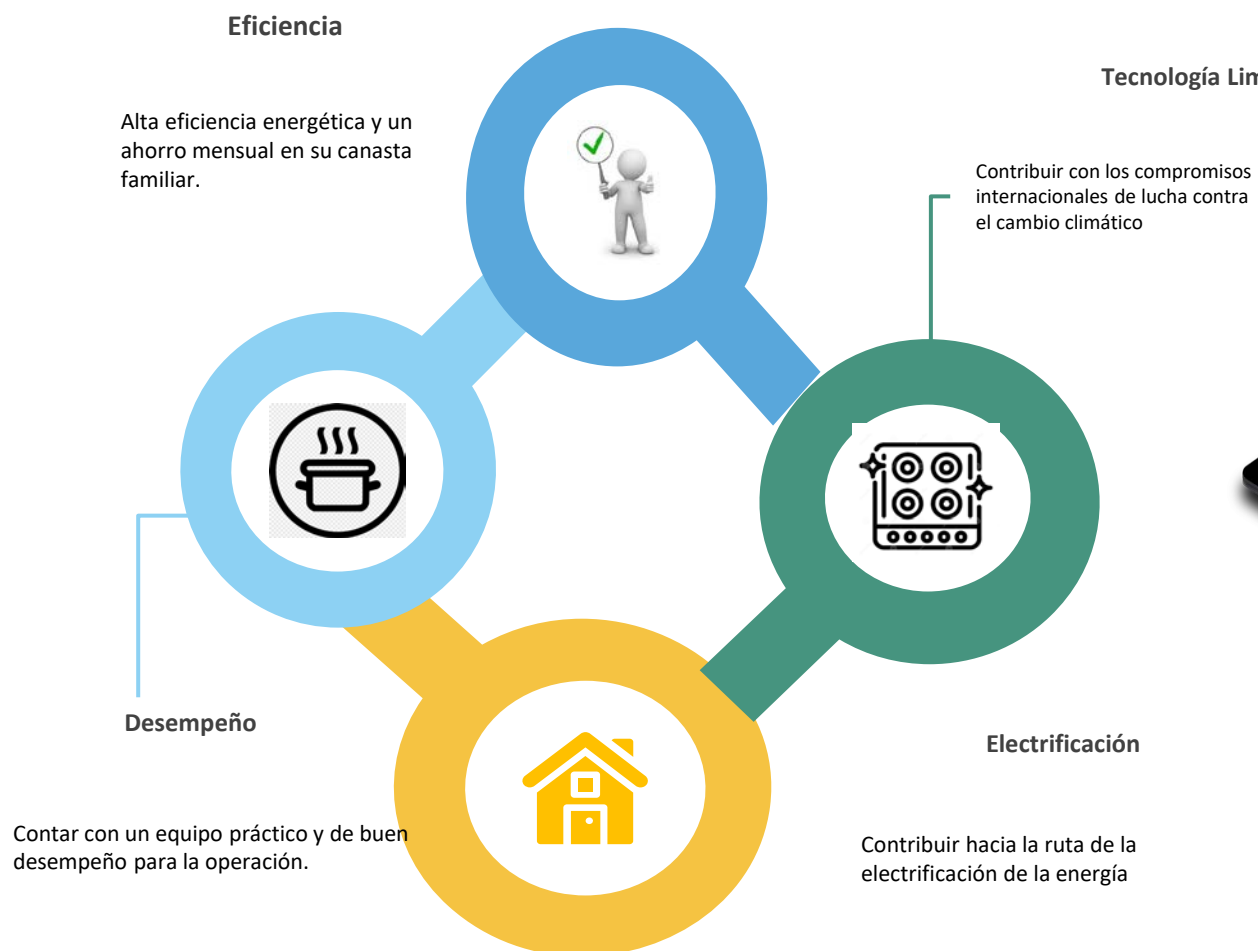 Eficiencia
Alta eficiencia energética y un
ahorro mensual en su canasta
familiar.
Tecnología Lim
Contribuir con los compromisos
internacionales de lucha contra
el cambio climático
Desempeño
Contar con un equipo práctico y de buen
desempeño para la operación.
Electrificación
Contribuir hacia la ruta de la
electrificación de la energía